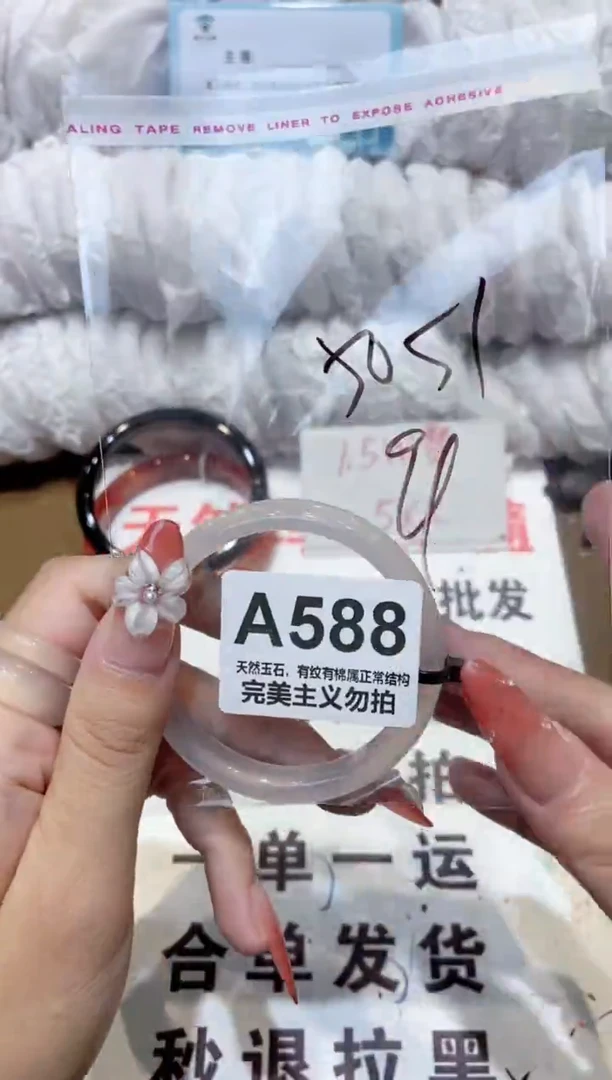 主播
ALING TAPE REMOVE LINER TO EXPOSE ADHESIVE
5051
批发
A588
天然玉石，有纹有棉属正常结构
完美主义勿拍
拍
一单一运
合单发货
秒退拉黑